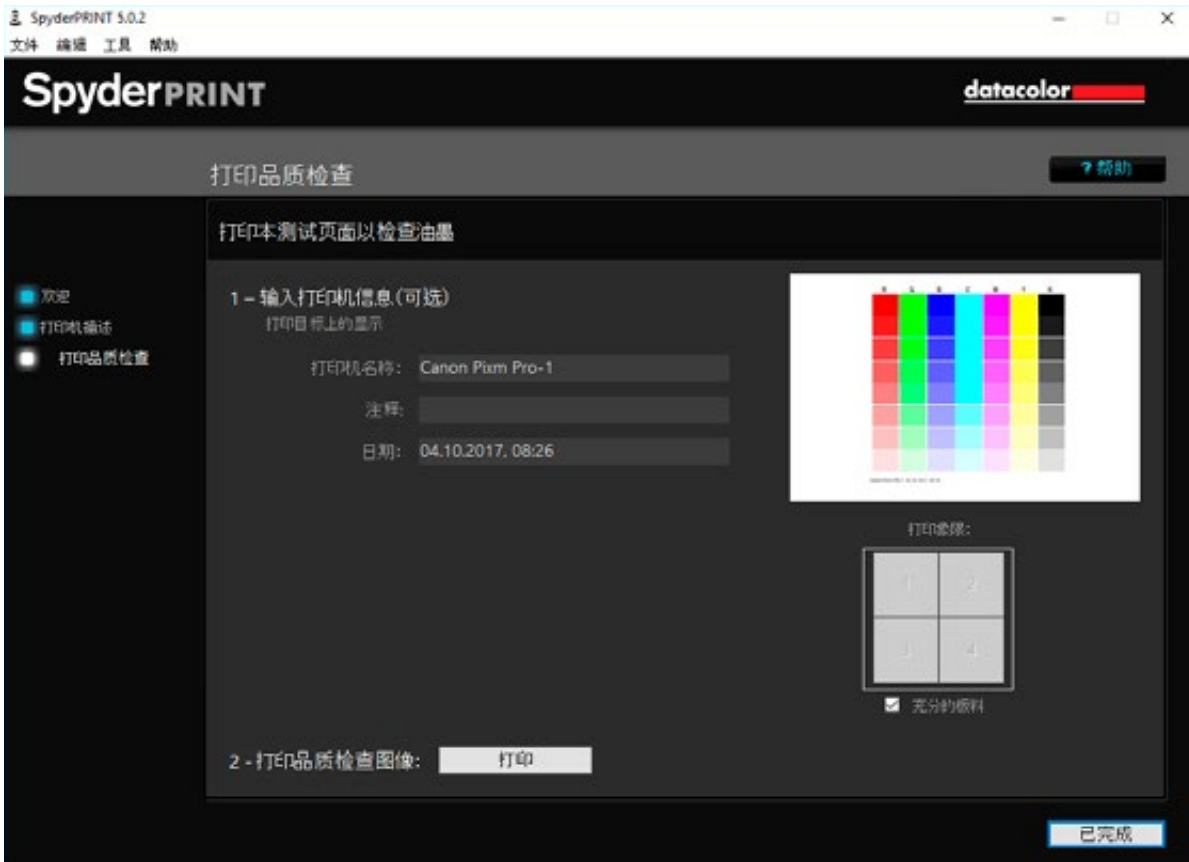 SpyderPRINT 5.0.2
文件 编辑 工具 帮助
SpyderPRINT
datacolor
打印品质检查
? 帮助
打印本测试页面以检查油墨
欢迎
打印机描述
打印品质检查
1 – 输入打印机信息(可选)
打印目标上的显示
打印机名称: Canon Pixm Pro-1
注释:
日期: 04.10.2017, 08:26
R G B C M Y K
打印象限:
1 2
3 4
充分的板料
2 - 打印品质检查图像: 打印
已完成